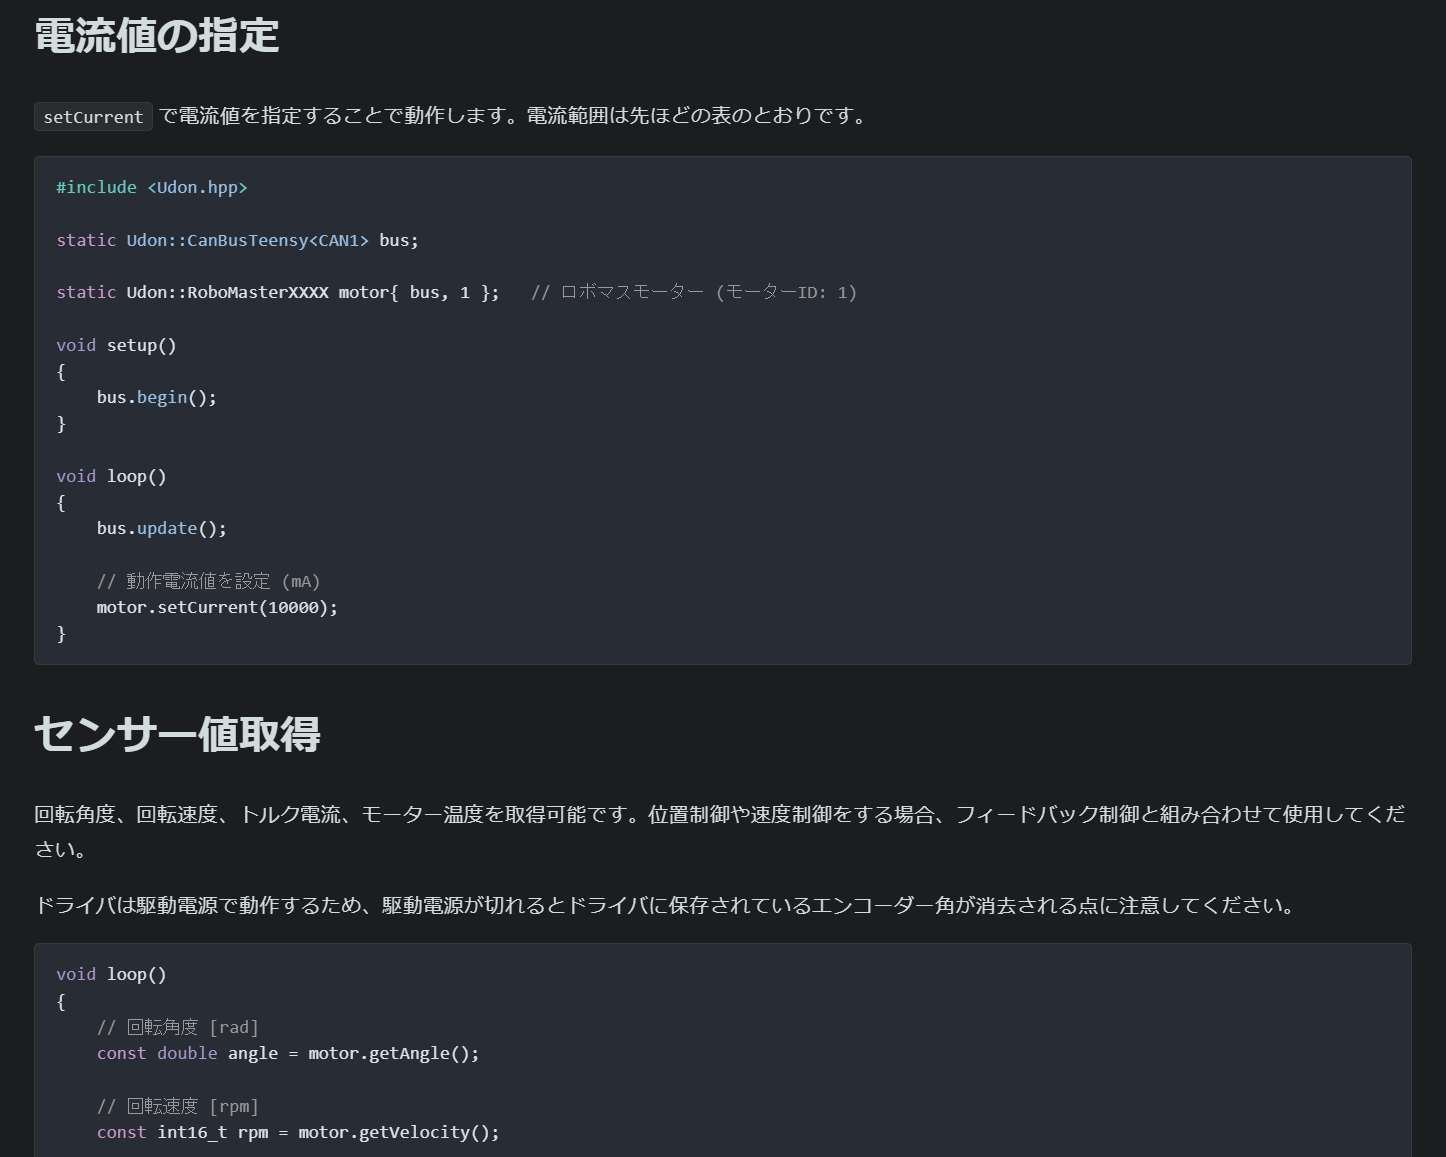 電流値の指定
setCurrent で電流値を指定することで動作します。電流範囲は先ほどの表のとおりです。
#include <Udon.hpp>
static Udon::CanBusTeensy<CAN1> bus;
static Udon::RoboMasterXXXX motor{ bus, 1 };   // ロボマスモーター (モーターID: 1)
void setup()
{
    bus.begin();
}
void loop()
{
    bus.update();
    // 動作電流値を設定 (mA)
    motor.setCurrent(10000);
}
センサー値取得
回転角度、回転速度、トルク電流、モーター温度を取得可能です。位置制御や速度制御をする場合、フィードバック制御と組み合わせて使用してくだ
さい。
ドライバは駆動電源で動作するため、駆動電源が切れるとドライバに保存されているエンコーダー角が消去される点に注意してください。
void loop()
{
    // 回転角度 [rad]
    const double angle = motor.getAngle();
    // 回転速度 [rpm]
    const int16_t rpm = motor.getVelocity();